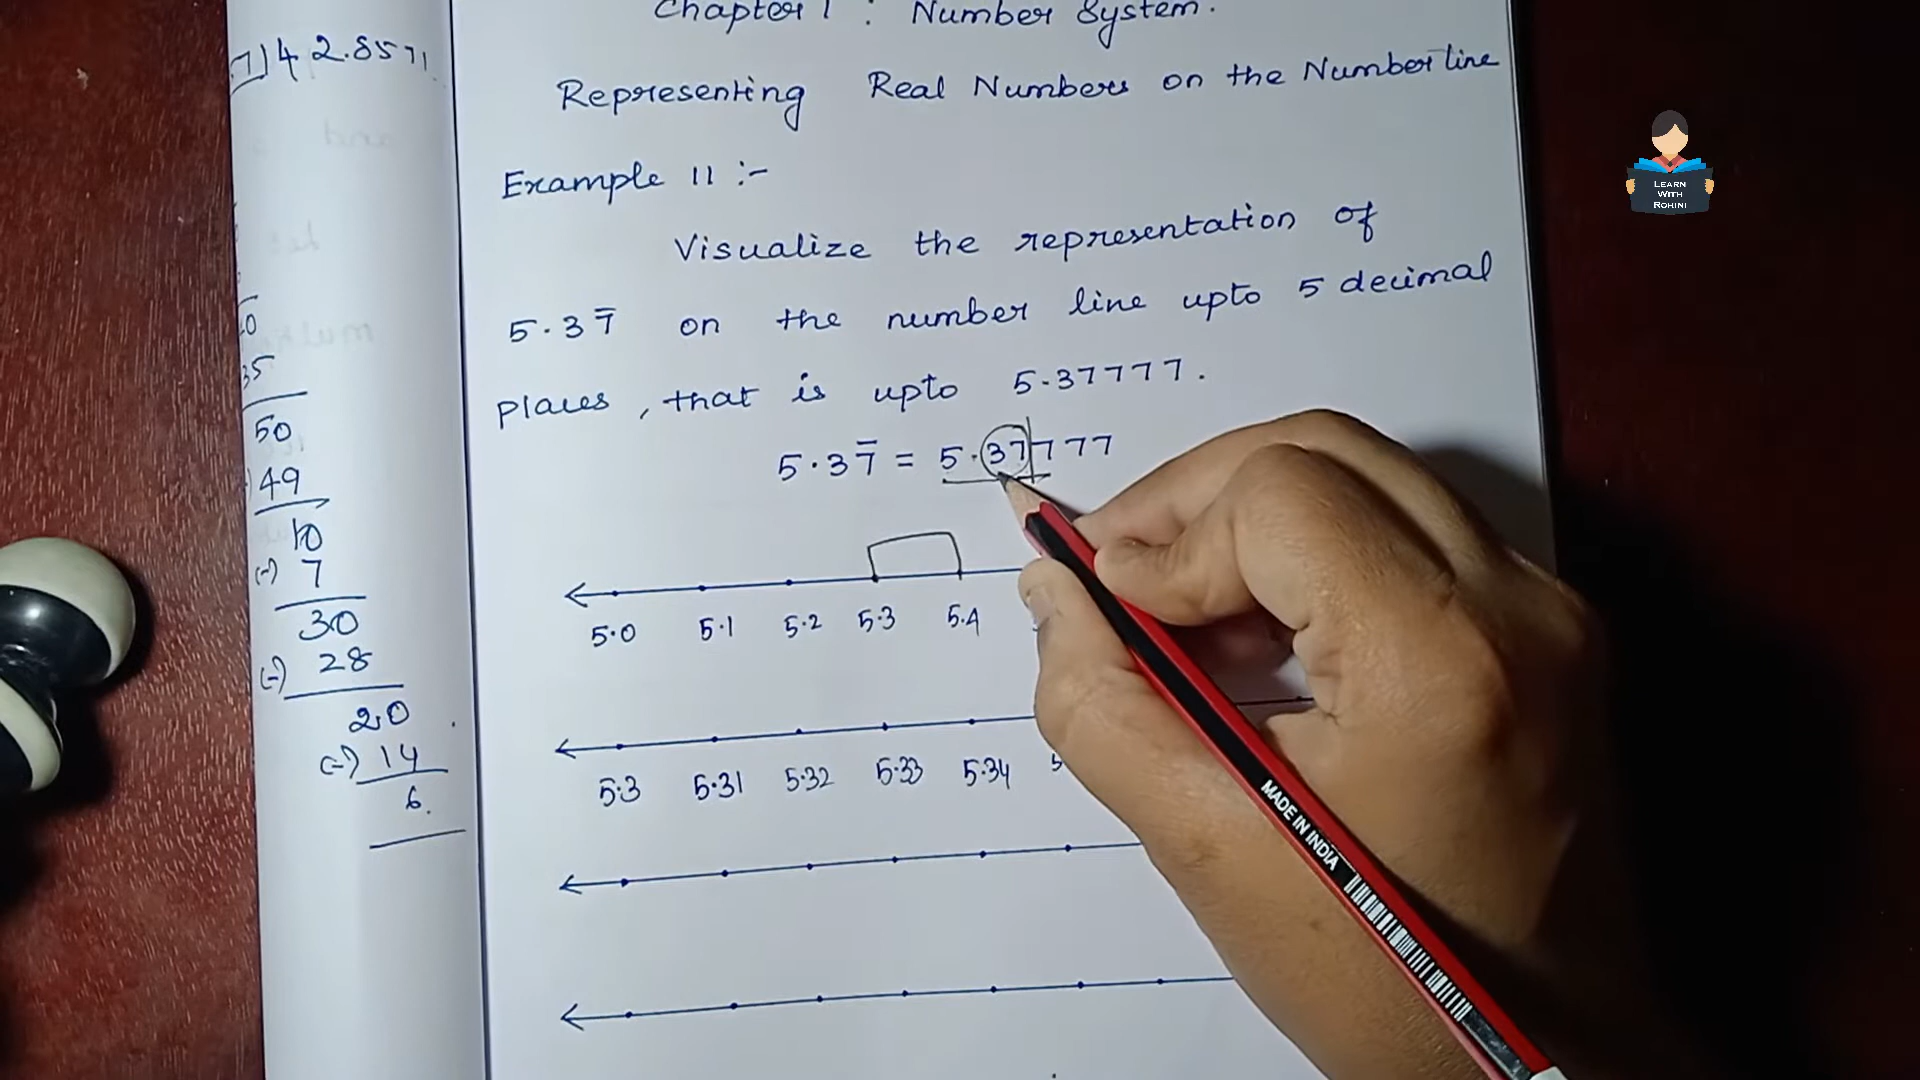 Chapter 1 : Number System.
Representing Real Numbers on the Number line
Example 11 :-
Visualize the representation of
5.37̅ on the number line upto 5 decimal
places, that is upto 5.37777.
5.37̅ = 5.37777
5.0 5.1 5.2 5.3 5.4
5.3 5.31 5.32 5.33 5.34
7)42.8571
50
49
10
(-) 7
30
(-) 28
20
(-) 14
6.
LEARN
WITH
ROHINI
MADE IN INDIA